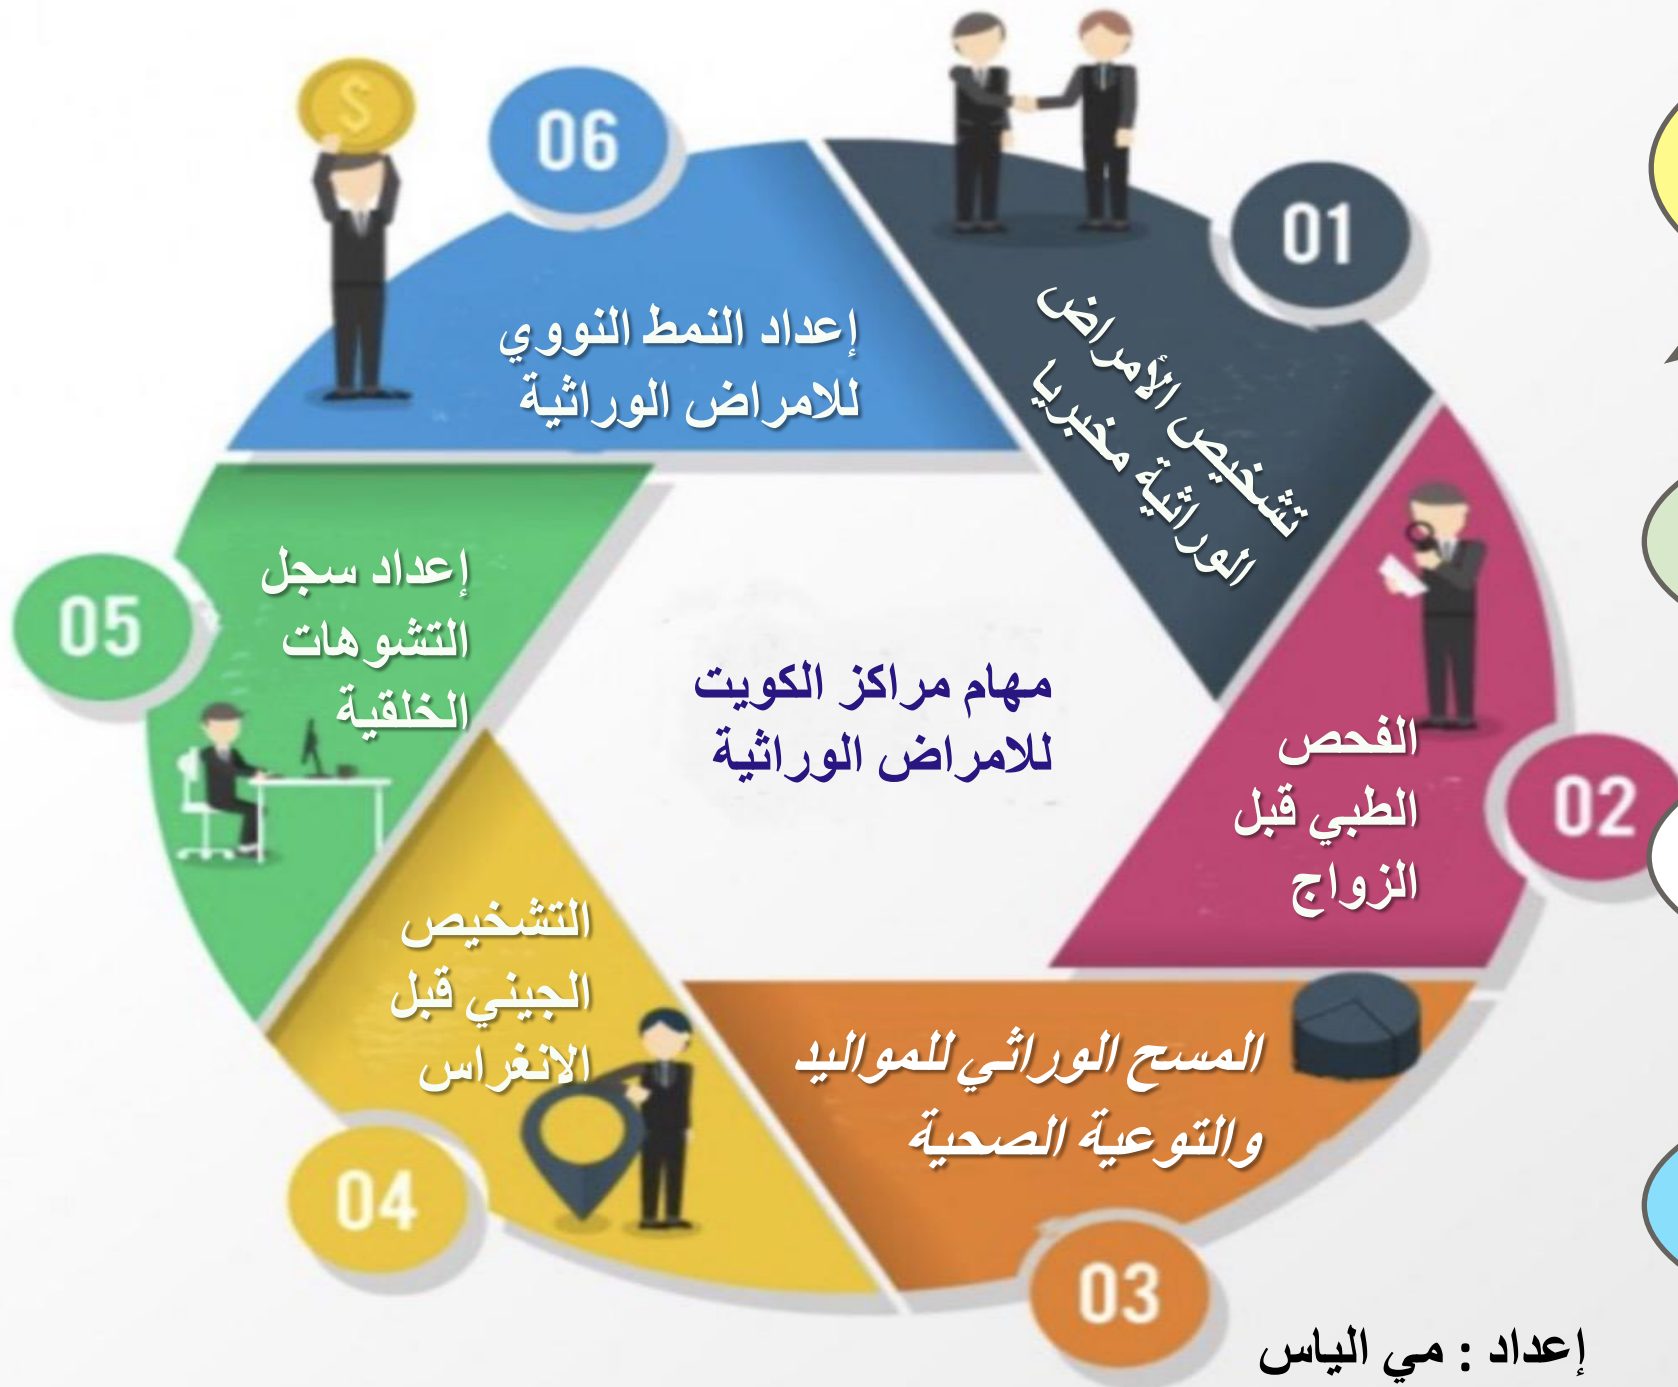 مهام مراكز الكويت
للامراض الوراثية
01
تشخيص الأمراض
الوراثية مخبريا
02
الفحص
الطبي قبل
الزواج
03
المسح الوراثي للمواليد
والتوعية الصحية
04
التشخيص
الجيني قبل
الانغراس
05
إعداد سجل
التشوهات
الخلقية
06
إعداد النمط النووي
للامراض الوراثية
$
إعداد : مي الياس